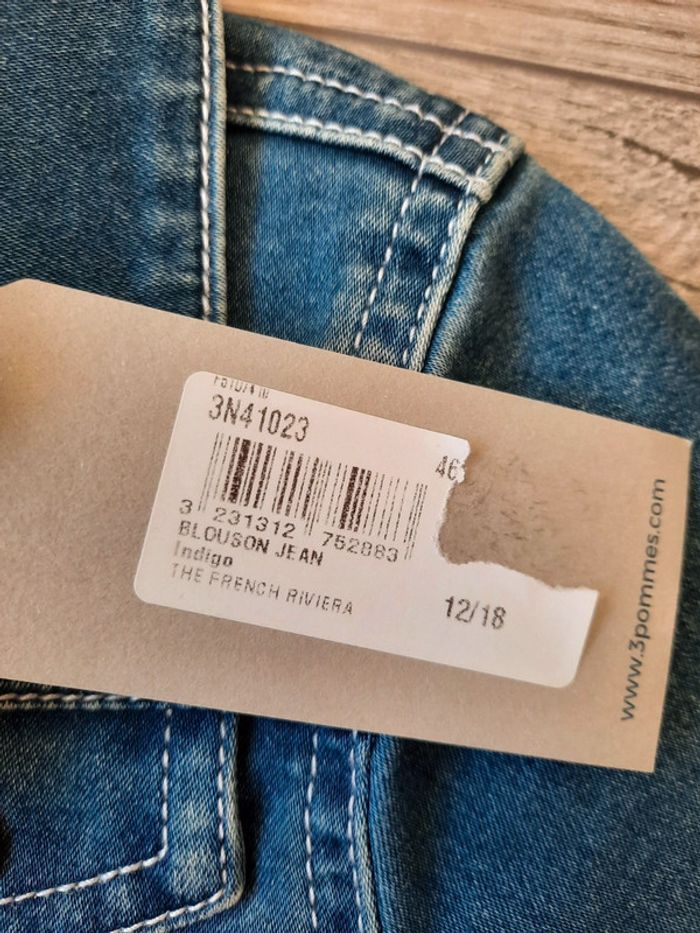 3N41023
46
3 231312 752883
BLOUSON JEAN
Indigo
THE FRENCH RIVIERA
12/18
www.3pommes.com